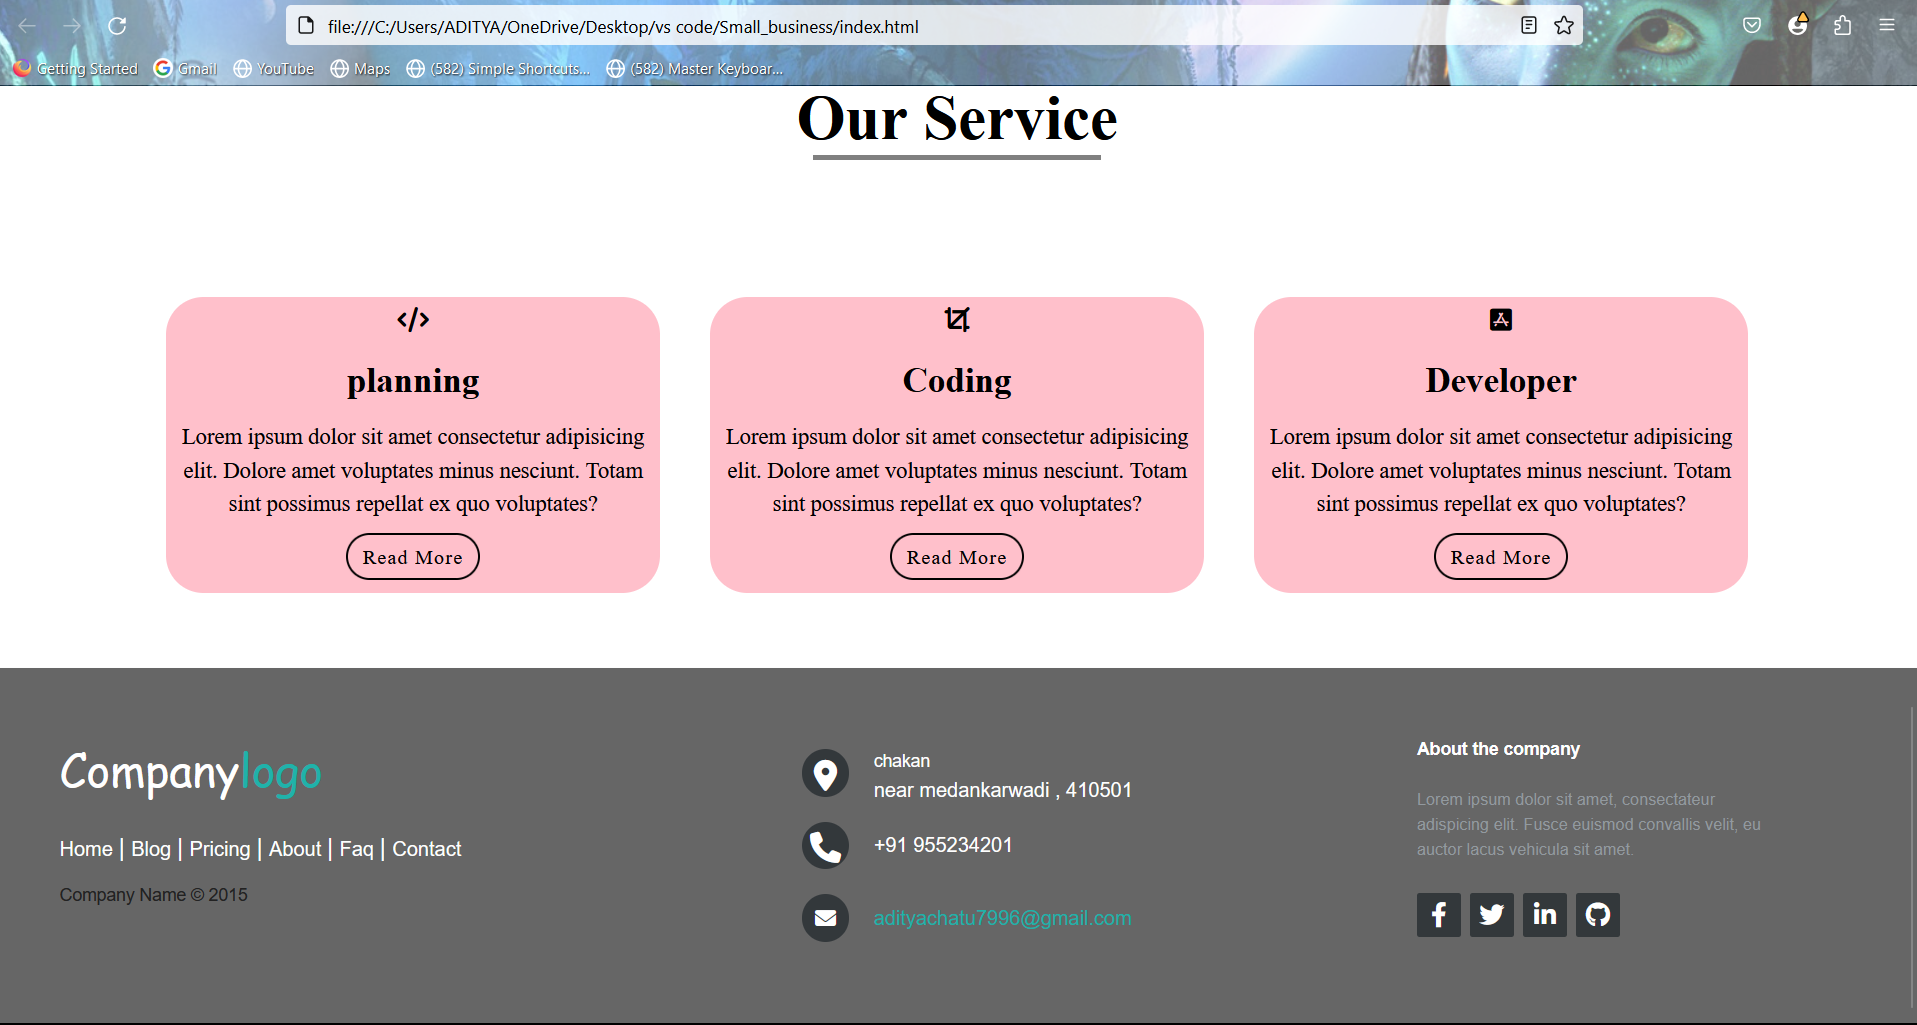 file:///C:/Users/ADITYA/OneDrive/Desktop/vs code/Small_business/index.html
Getting Started Gmail YouTube Maps (582) Simple Shortcuts... (582) Master Keyboar...
Our Service
planning
Lorem ipsum dolor sit amet consectetur adipisicing
elit. Dolore amet voluptates minus nesciunt. Totam
sint possimus repellat ex quo voluptates?
Read More
Coding
Lorem ipsum dolor sit amet consectetur adipisicing
elit. Dolore amet voluptates minus nesciunt. Totam
sint possimus repellat ex quo voluptates?
Read More
Developer
Lorem ipsum dolor sit amet consectetur adipisicing
elit. Dolore amet voluptates minus nesciunt. Totam
sint possimus repellat ex quo voluptates?
Read More
Companylogo
Home | Blog | Pricing | About | Faq | Contact
Company Name © 2015
chakan
near medankarwadi , 410501
+91 955234201
adityachatu7996@gmail.com
About the company
Lorem ipsum dolor sit amet, consectateur
adispicing elit. Fusce euismod convallis velit, eu
auctor lacus vehicula sit amet.